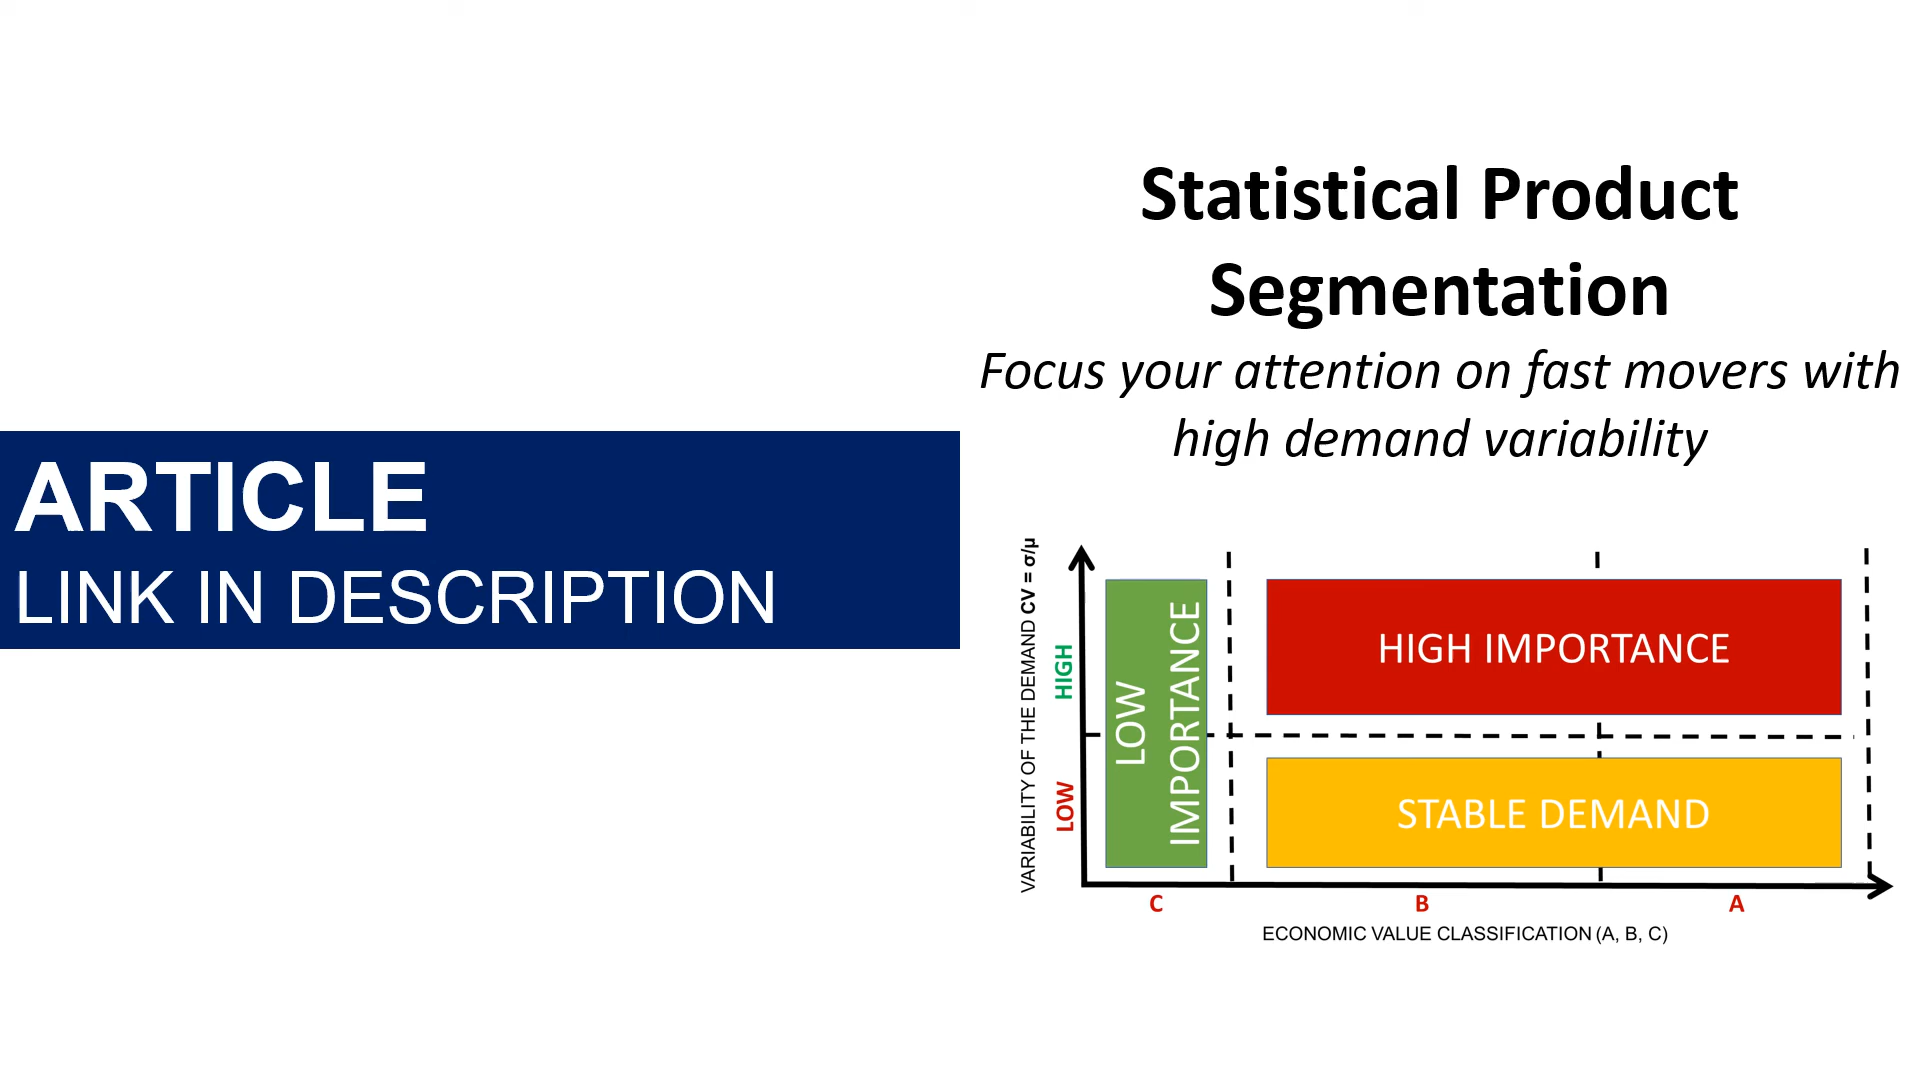 ARTICLE
LINK IN DESCRIPTION
Statistical Product
Segmentation
Focus your attention on fast movers with
high demand variability
VARIABILITY OF THE DEMAND CV = σ/μ
HIGH
LOW
LOW
IMPORTANCE
HIGH IMPORTANCE
STABLE DEMAND
C
B
A
ECONOMIC VALUE CLASSIFICATION (A, B, C)